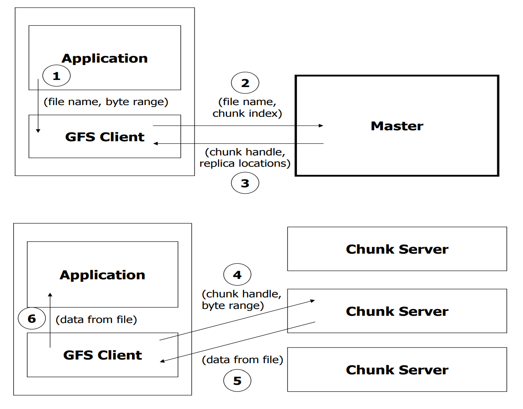 Application
1
(file name, byte range)
GFS Client
2
(file name,
chunk index)
Master
(chunk handle,
replica locations)
3
Application
6
(data from file)
GFS Client
4
(chunk handle,
byte range)
(data from file)
5
Chunk Server
Chunk Server
Chunk Server